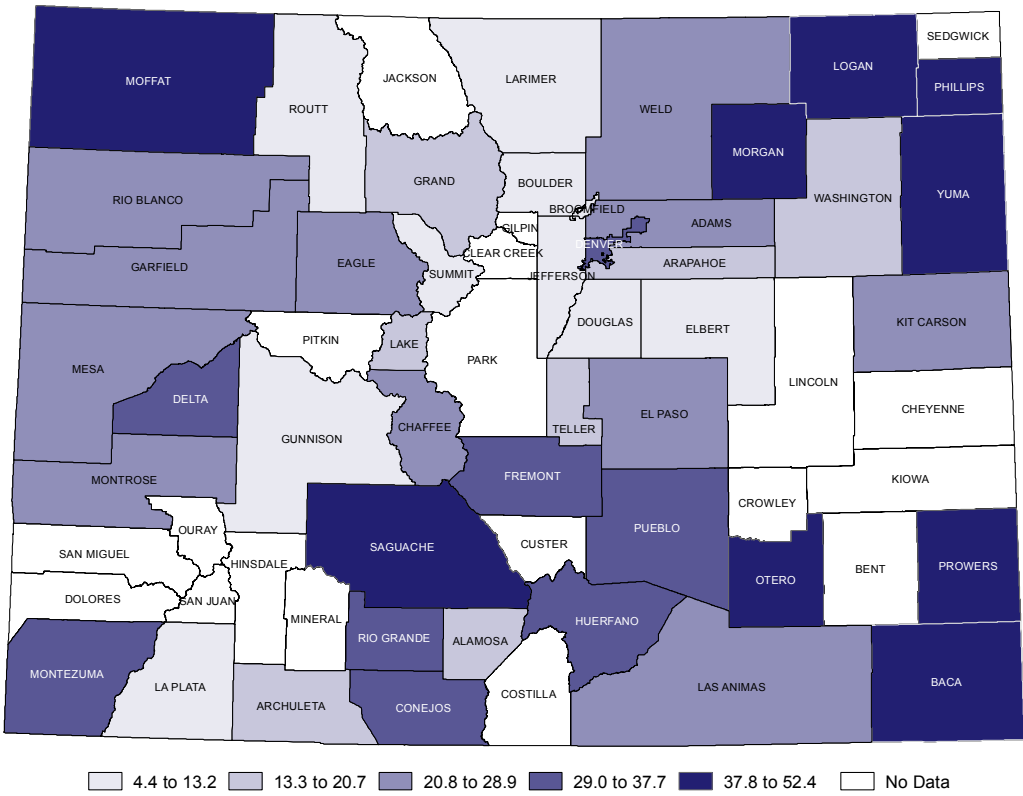 SEDGWICK
LOGAN
MOFFAT
JACKSON
LARIMER
PHILLIPS
ROUTT
WELD
MORGAN
GRAND
BOULDER
YUMA
RIO BLANCO
WASHINGTON
BROOMFIELD
GILPIN
ADAMS
DENVER
CLEAR CREEK
EAGLE
GARFIELD
ARAPAHOE
SUMMIT
JEFFERSON
DOUGLAS
KIT CARSON
ELBERT
PITKIN
LAKE
PARK
MESA
LINCOLN
DELTA
CHEYENNE
EL PASO
CHAFFEE
TELLER
GUNNISON
FREMONT
MONTROSE
KIOWA
CROWLEY
OURAY
PUEBLO
CUSTER
SAGUACHE
SAN MIGUEL
HINSDALE
BENT
PROWERS
OTERO
DOLORES
SAN JUAN
MINERAL
HUERFANO
RIO GRANDE
ALAMOSA
MONTEZUMA
BACA
LA PLATA
LAS ANIMAS
COSTILLA
ARCHULETA
CONEJOS
4.4 to 13.2 13.3 to 20.7 20.8 to 28.9 29.0 to 37.7 37.8 to 52.4 No Data